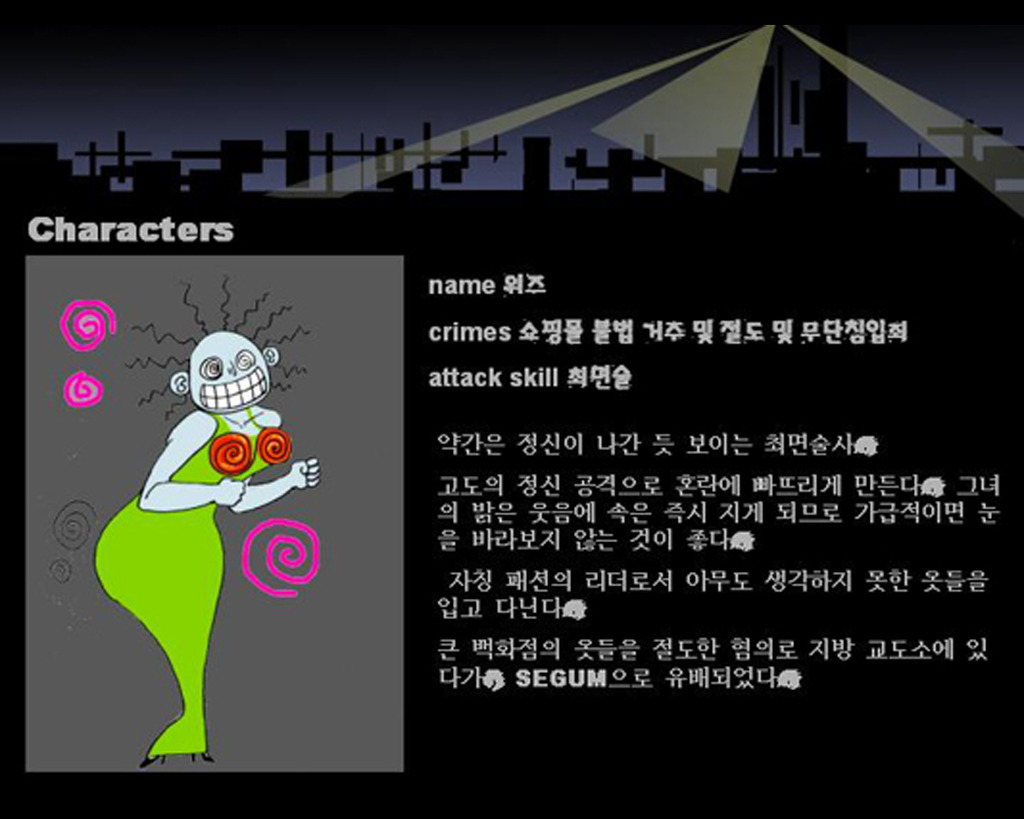 Characters
name 위즈
crimes 쇼핑몰 불법 거주 및 절도 및 무단침입죄
attack skill 최면술
약간은 정신이 나간 듯 보이는 최면술사
고도의 정신 공격으로 혼란에 빠뜨리게 만든다 그녀
의 밝은 웃음에 속은 즉시 지게 되므로 가급적이면 눈
을 바라보지 않는 것이 좋다
자칭 패션의 리더로서 아무도 생각하지 못한 옷들을
입고 다닌다
큰 백화점의 옷들을 절도한 혐의로 지방 교도소에 있
다가 SEGUM으로 유배되었다